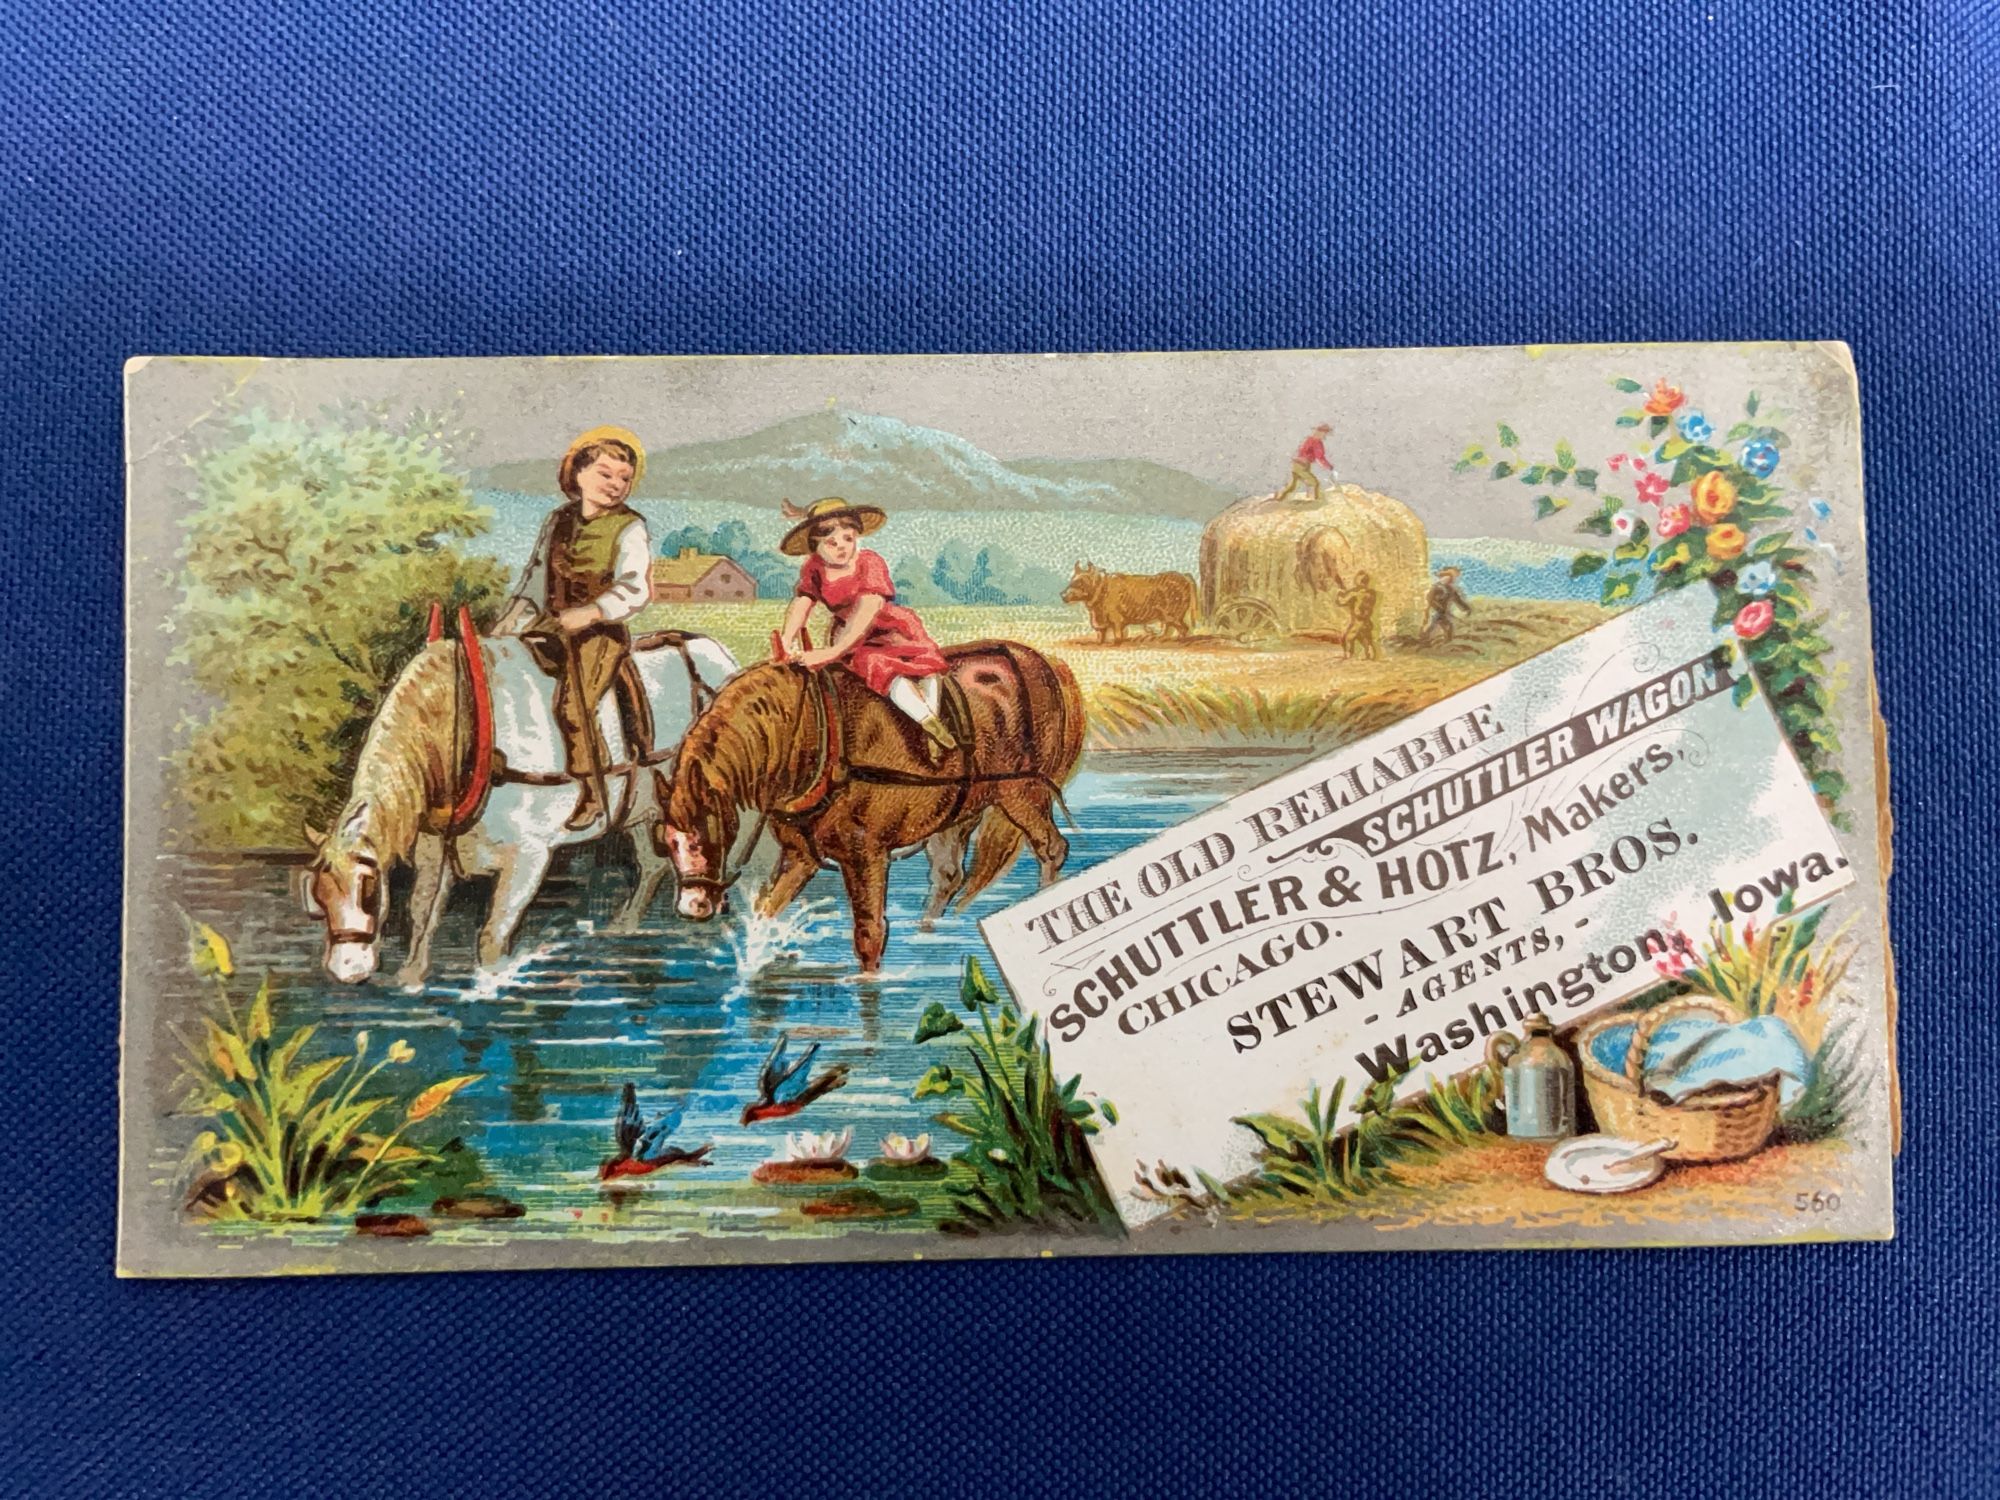 THE OLD RELIABLE
SCHUTTLER WAGON
SCHUTTLER & HOTZ, Makers,
CHICAGO.
STEWART BROS.
- AGENTS, -
Washington, Iowa.
560